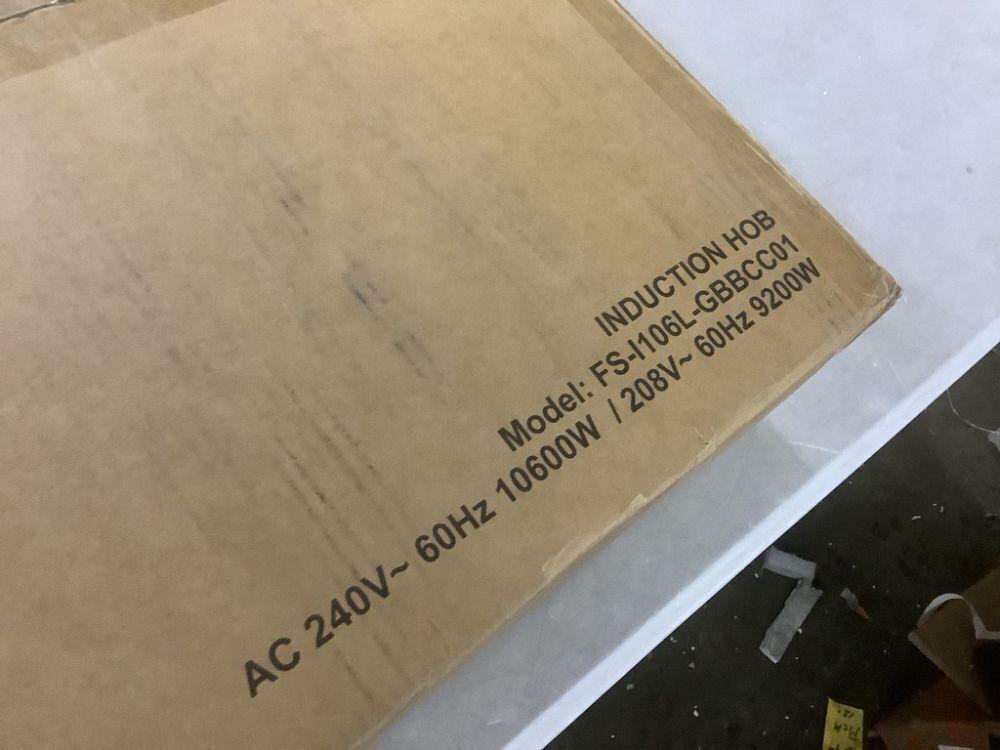 INDUCTION HOB
Model: FS-I106L-GBBCC01
AC 240V~ 60Hz 10600W / 208V~ 60Hz 9200W